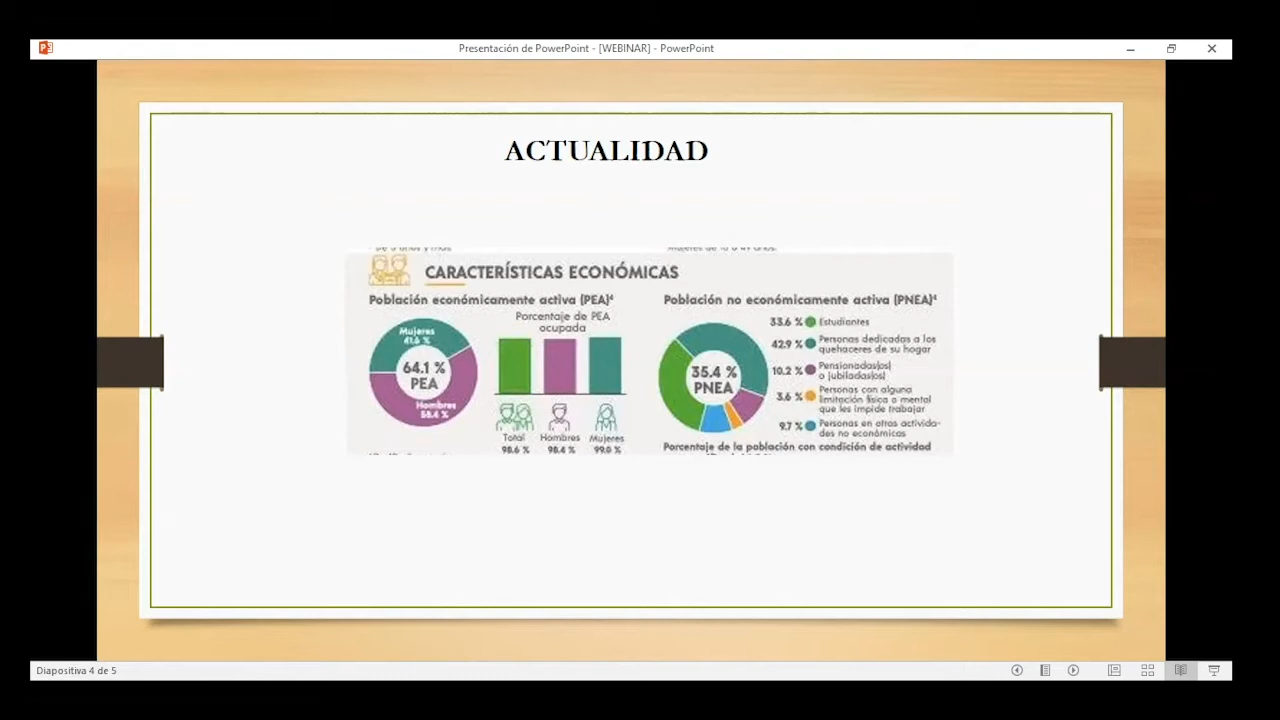 Presentación de PowerPoint - [WEBINAR] - PowerPoint
ACTUALIDAD
CARACTERÍSTICAS ECONÓMICAS
Población económicamente activa (PEA)⁴
Mujeres
41.6 %
64.1 %
PEA
Hombres
58.4 %
Porcentaje de PEA
ocupada
Total
98.6 %
Hombres
98.4 %
Mujeres
99.0 %
Población no económicamente activa (PNEA)⁴
35.4 %
PNEA
33.6 % Estudiantes
42.9 % Personas dedicadas a los
quehaceres de su hogar
10.2 % Pensionadas(os)
o jubiladas(os)
3.6 % Personas con alguna
limitación física o mental
que les impide trabajar
9.7 % Personas en otras activida-
des no económicas
Porcentaje de la población con condición de actividad
Diapositiva 4 de 5